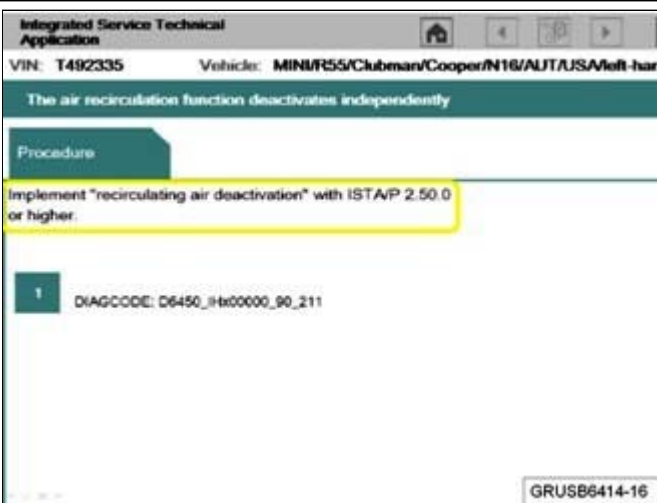 Integrated Service Technical
Application
VIN: T492335 Vehicle: MINI/R55/Clubman/Cooper/N16/AUT/USA/left-har
The air recirculation function deactivates independently
Procedure
Implement "recirculating air deactivation" with ISTA/P 2.50.0
or higher.
1 DIAGCODE: D6450_IHx00000_90_211
GRUSB6414-16